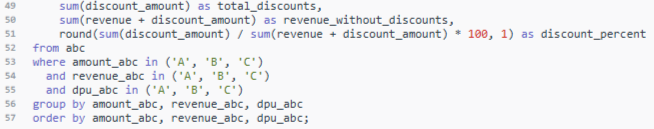 49 sum(discount_amount) as total_discounts,
50 sum(revenue + discount_amount) as revenue_without_discounts,
51 round(sum(discount_amount) / sum(revenue + discount_amount) * 100, 1) as discount_percent
52 from abc
53 where amount_abc in ('A', 'B', 'C')
54 and revenue_abc in ('A', 'B', 'C')
55 and dpu_abc in ('A', 'B', 'C')
56 group by amount_abc, revenue_abc, dpu_abc
57 order by amount_abc, revenue_abc, dpu_abc;